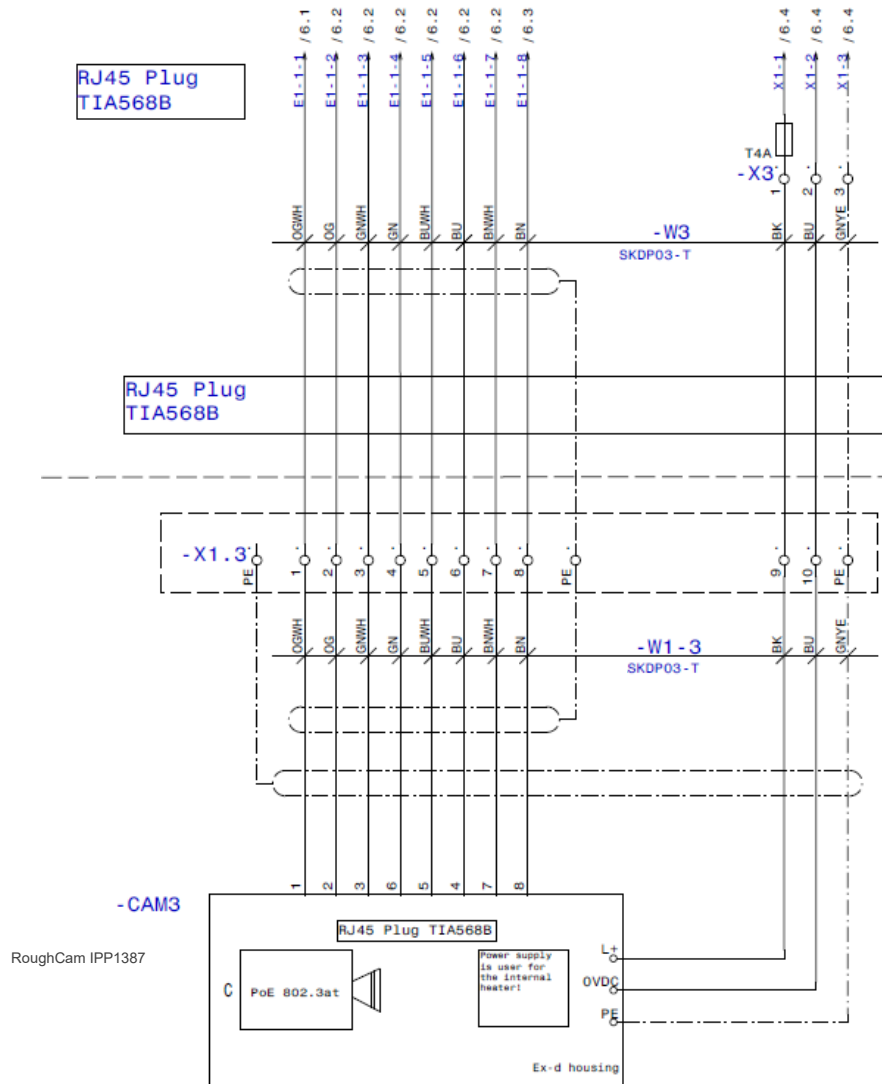 /6.1
/6.2
/6.2
/6.2
/6.2
/6.2
/6.2
/6.3
/6.4
/6.4
/6.4
E1-1-1
E1-1-2
E1-1-3
E1-1-4
E1-1-5
E1-1-6
E1-1-7
E1-1-8
X1-1
X1-2
X1-3
RJ45 Plug
TIA568B
T4A
-X3
1
2
3
OGWH
OG
GNWH
GN
BUWH
BU
BNWH
BN
-W3
SKDP03-T
BK
BU
GNYE
RJ45 Plug
TIA568B
-X1.3
PE
1
2
3
4
5
6
7
8
PE
9
10
PE
OGWH
OG
GNWH
GN
BUWH
BU
BNWH
BN
-W1-3
SKDP03-T
BK
BU
GNYE
1
2
3
6
5
4
7
8
-CAM3
RJ45 Plug TIA568B
RoughCam IPP1387
C
PoE 802.3at
Power supply
is user for
the internal
heater!
L+
0VDC
PE
Ex-d housing